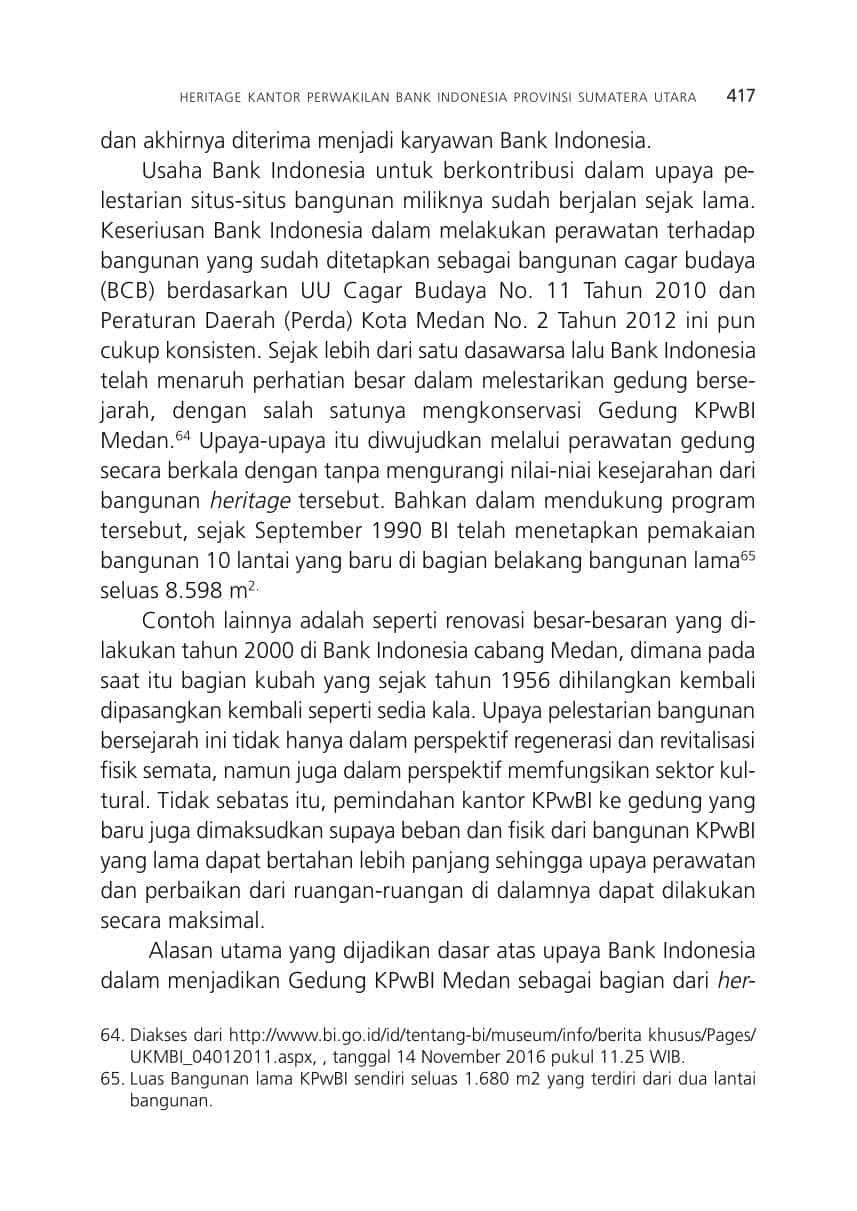 HERITAGE KANTOR PERWAKILAN BANK INDONESIA PROVINSI SUMATERA UTARA 417
dan akhirnya diterima menjadi karyawan Bank Indonesia.
Usaha Bank Indonesia untuk berkontribusi dalam upaya pe-
lestarian situs-situs bangunan miliknya sudah berjalan sejak lama.
Keseriusan Bank Indonesia dalam melakukan perawatan terhadap
bangunan yang sudah ditetapkan sebagai bangunan cagar budaya
(BCB) berdasarkan UU Cagar Budaya No. 11 Tahun 2010 dan
Peraturan Daerah (Perda) Kota Medan No. 2 Tahun 2012 ini pun
cukup konsisten. Sejak lebih dari satu dasawarsa lalu Bank Indonesia
telah menaruh perhatian besar dalam melestarikan gedung berse-
jarah, dengan salah satunya mengkonservasi Gedung KPwBI
Medan.⁶⁴ Upaya-upaya itu diwujudkan melalui perawatan gedung
secara berkala dengan tanpa mengurangi nilai-niai kesejarahan dari
bangunan heritage tersebut. Bahkan dalam mendukung program
tersebut, sejak September 1990 BI telah menetapkan pemakaian
bangunan 10 lantai yang baru di bagian belakang bangunan lama⁶⁵
seluas 8.598 m².
Contoh lainnya adalah seperti renovasi besar-besaran yang di-
lakukan tahun 2000 di Bank Indonesia cabang Medan, dimana pada
saat itu bagian kubah yang sejak tahun 1956 dihilangkan kembali
dipasangkan kembali seperti sedia kala. Upaya pelestarian bangunan
bersejarah ini tidak hanya dalam perspektif regenerasi dan revitalisasi
fisik semata, namun juga dalam perspektif memfungsikan sektor kul-
tural. Tidak sebatas itu, pemindahan kantor KPwBI ke gedung yang
baru juga dimaksudkan supaya beban dan fisik dari bangunan KPwBI
yang lama dapat bertahan lebih panjang sehingga upaya perawatan
dan perbaikan dari ruangan-ruangan di dalamnya dapat dilakukan
secara maksimal.
Alasan utama yang dijadikan dasar atas upaya Bank Indonesia
dalam menjadikan Gedung KPwBI Medan sebagai bagian dari her-
64. Diakses dari http://www.bi.go.id/id/tentang-bi/museum/info/berita khusus/Pages/
UKMBI_04012011.aspx, , tanggal 14 November 2016 pukul 11.25 WIB.
65. Luas Bangunan lama KPwBI sendiri seluas 1.680 m2 yang terdiri dari dua lantai
bangunan.